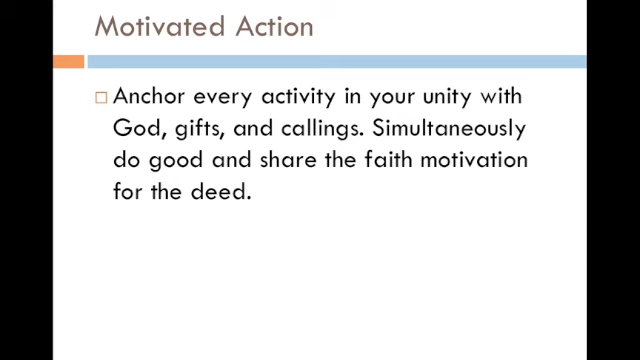 Motivated Action
Anchor every activity in your unity with
God, gifts, and callings. Simultaneously
do good and share the faith motivation
for the deed.